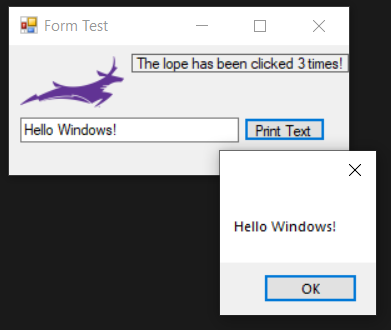 Form Test
The lope has been clicked 3 times!
Hello Windows!
Print Text
Hello Windows!
OK